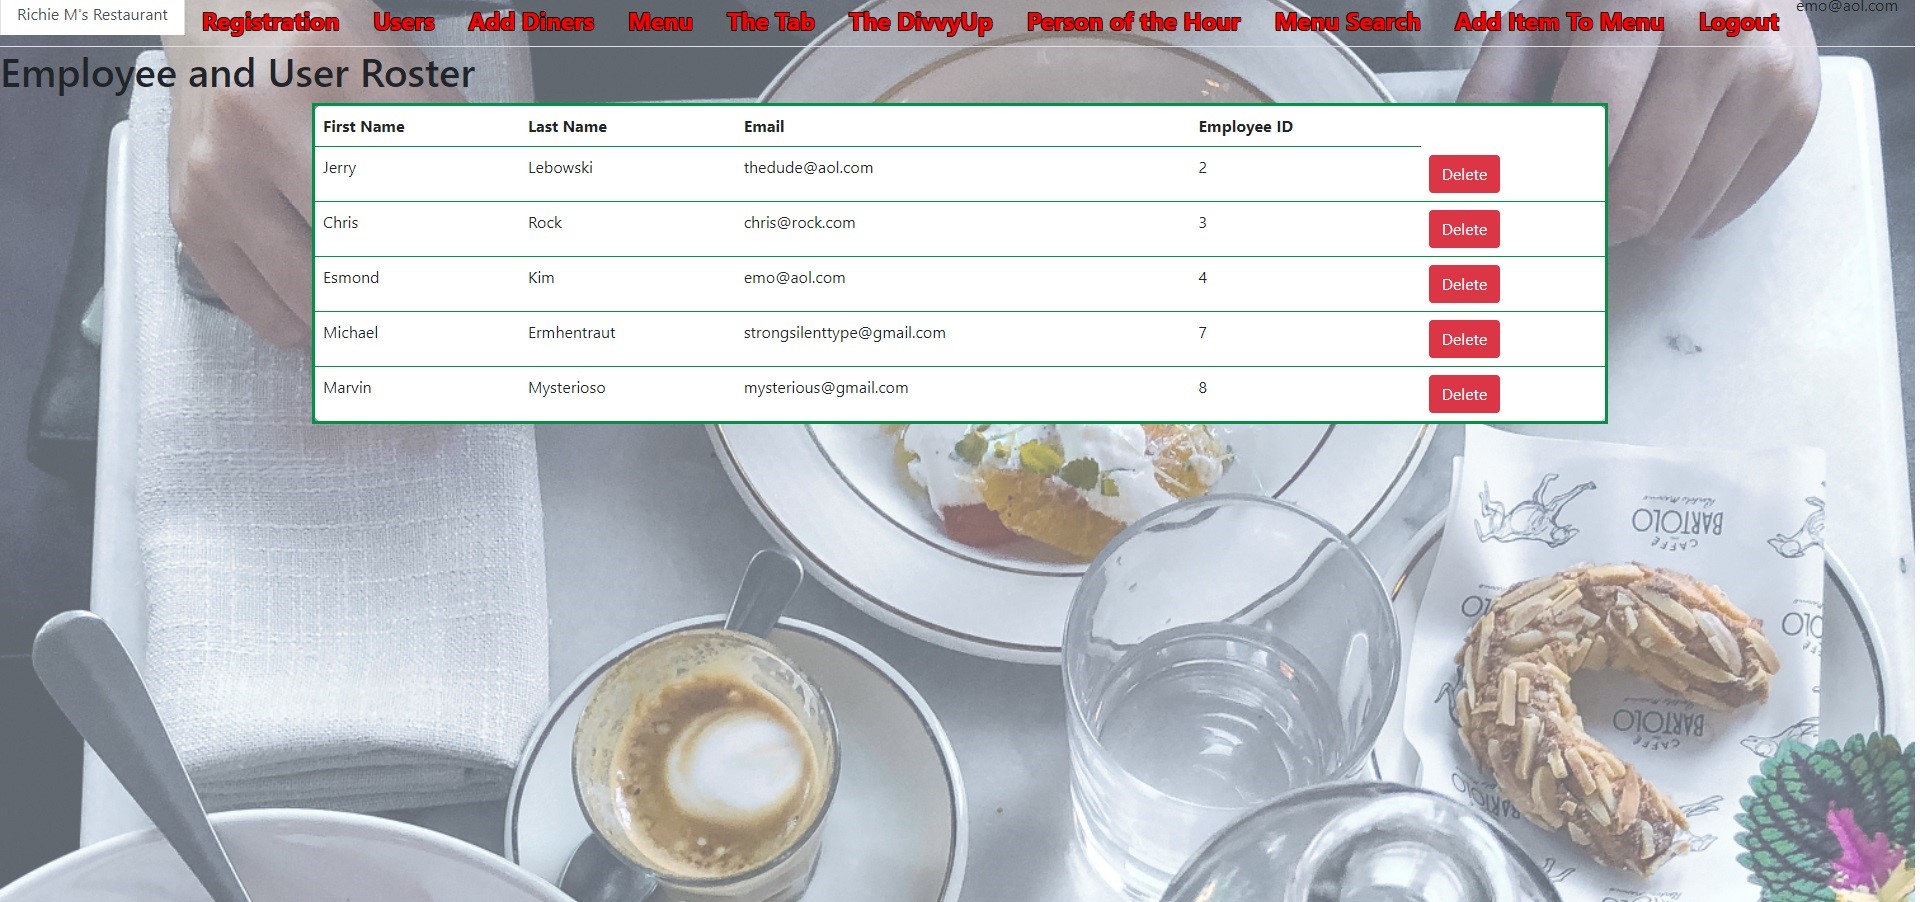 Richie M's Restaurant Registration Users Add Diners Menu The Tab The DivvyUp Person of the Hour Menu Search Add Item To Menu Logout emo@aol.com
Employee and User Roster
First Name Last Name Email Employee ID
Jerry Lebowski thedude@aol.com 2 Delete
Chris Rock chris@rock.com 3 Delete
Esmond Kim emo@aol.com 4 Delete
Michael Ermhentraut strongsilenttype@gmail.com 7 Delete
Marvin Mysterioso mysterious@gmail.com 8 Delete
BARTOLO
CAFFÈ
BARTOLO
CAFFÈ